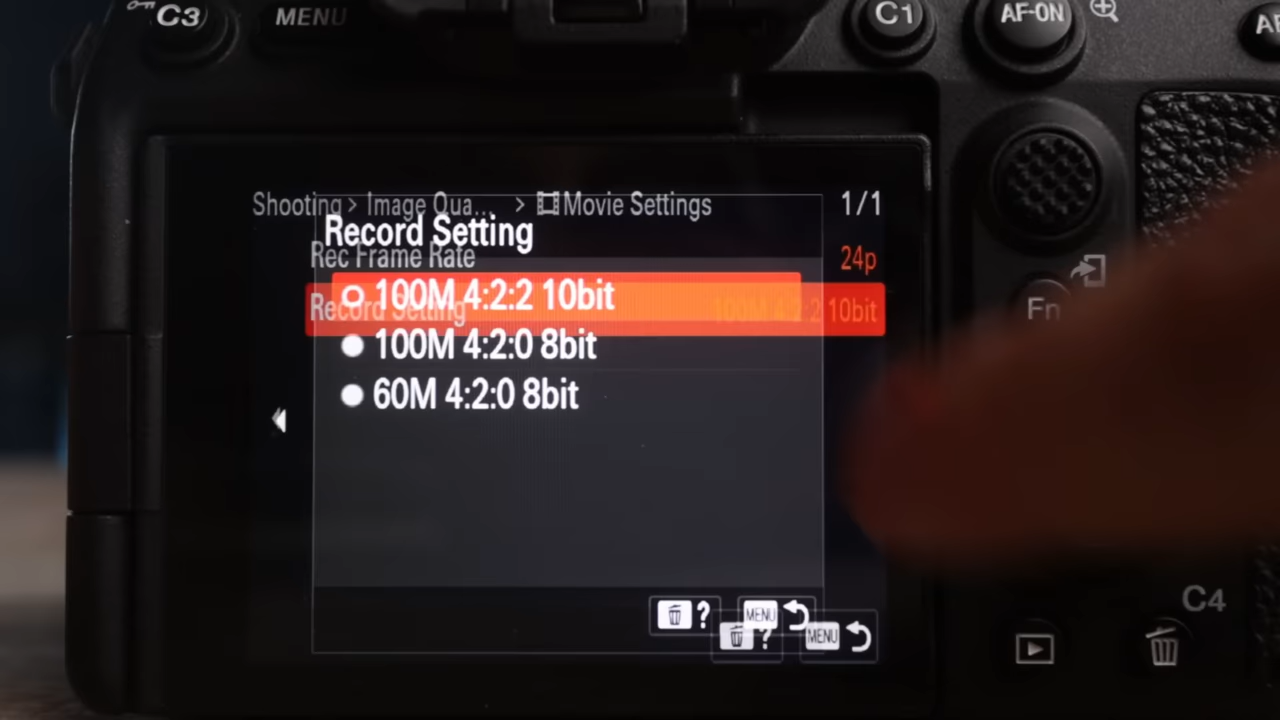 C3
MENU
C1
AF-ON
AF
Shooting > Image Qua... > Movie Settings 1/1
Record Setting
Rec Frame Rate 24p
100M 4:2:2 10bit
Record Setting 100M 4:2:2 10bit
100M 4:2:0 8bit
60M 4:2:0 8bit
Fn
? MENU
? MENU
C4